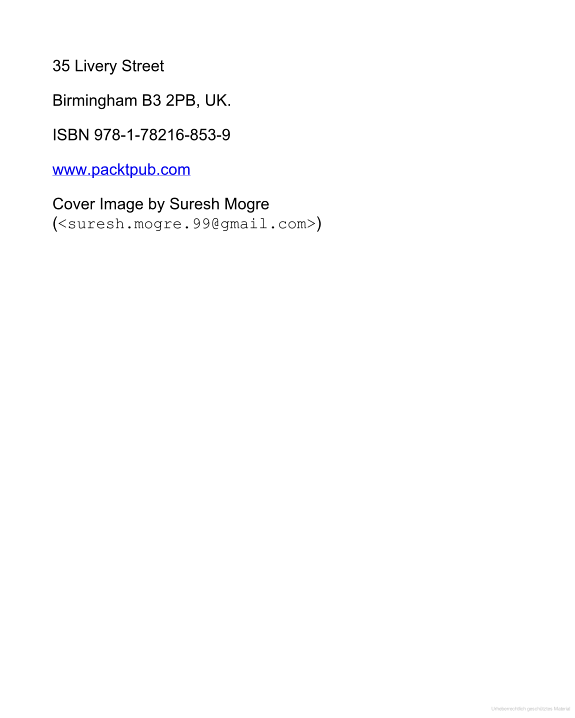 35 Livery Street
Birmingham B3 2PB, UK.
ISBN 978-1-78216-853-9
www.packtpub.com
Cover Image by Suresh Mogre
(<suresh.mogre.99@gmail.com>)
Urheberrechtlich geschütztes Material